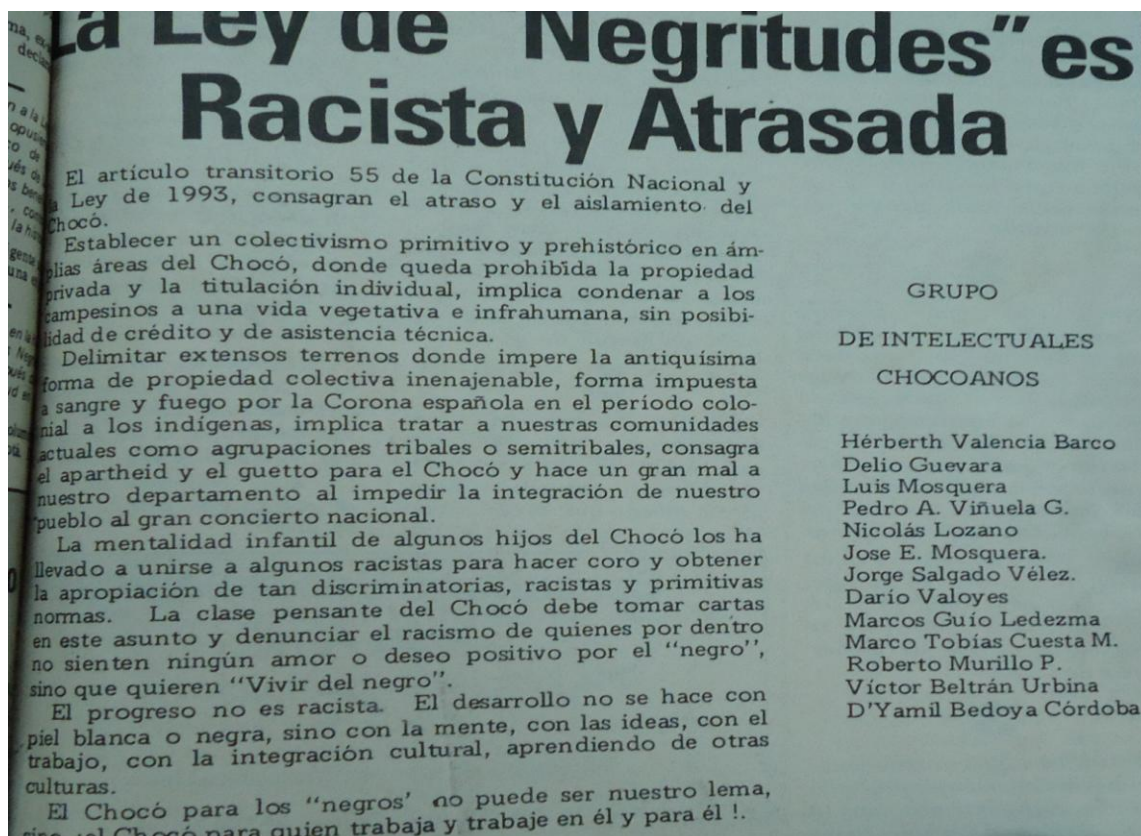 La Ley de "Negritudes" es
Racista y Atrasada
El artículo transitorio 55 de la Constitución Nacional y
Ley de 1993, consagran el atraso y el aislamiento del
Chocó.
Establecer un colectivismo primitivo y prehistórico en ám-
plias áreas del Chocó, donde queda prohibida la propiedad
privada y la titulación individual, implica condenar a los
campesinos a una vida vegetativa e infrahumana, sin posibi-
lidad de crédito y de asistencia técnica.
Delimitar extensos terrenos donde impere la antiquísima
forma de propiedad colectiva inenajenable, forma impuesta
a sangre y fuego por la Corona española en el período colo-
nial a los indígenas, implica tratar a nuestras comunidades
actuales como agrupaciones tribales o semitribales, consagra
el apartheid y el guetto para el Chocó y hace un gran mal a
nuestro departamento al impedir la integración de nuestro
pueblo al gran concierto nacional.
La mentalidad infantil de algunos hijos del Chocó los ha
llevado a unirse a algunos racistas para hacer coro y obtener
la apropiación de tan discriminatorias, racistas y primitivas
normas. La clase pensante del Chocó debe tomar cartas
en este asunto y denunciar el racismo de quienes por dentro
no sienten ningún amor o deseo positivo por el "negro",
sino que quieren "Vivir del negro".
El progreso no es racista. El desarrollo no se hace con
piel blanca o negra, sino con la mente, con las ideas, con el
trabajo, con la integración cultural, aprendiendo de otras
culturas.
El Chocó para los "negros' no puede ser nuestro lema,
sino el Chocó para quien trabaja y trabaje en él y para él !.
GRUPO
DE INTELECTUALES
CHOCOANOS
Hérberth Valencia Barco
Delio Guevara
Luis Mosquera
Pedro A. Viñuela G.
Nicolás Lozano
Jose E. Mosquera.
Jorge Salgado Vélez.
Darío Valoyes
Marcos Guío Ledezma
Marco Tobías Cuesta M.
Roberto Murillo P.
Víctor Beltrán Urbina
D'Yamil Bedoya Córdoba